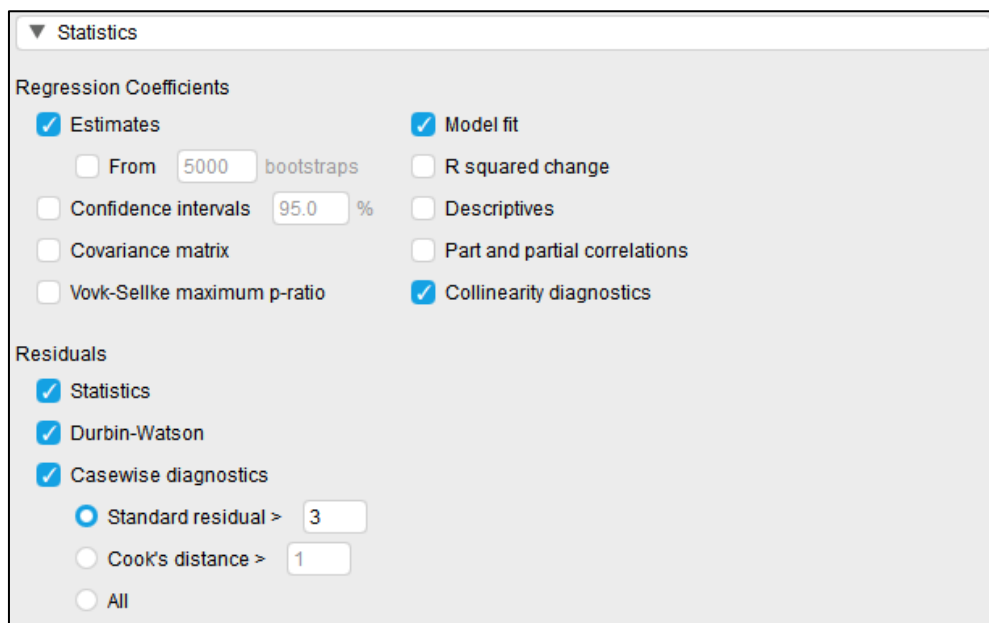 Statistics
Regression Coefficients
Estimates
From 5000 bootstraps
Confidence intervals 95.0 %
Covariance matrix
Vovk-Sellke maximum p-ratio
Model fit
R squared change
Descriptives
Part and partial correlations
Collinearity diagnostics
Residuals
Statistics
Durbin-Watson
Casewise diagnostics
Standard residual > 3
Cook's distance > 1
All